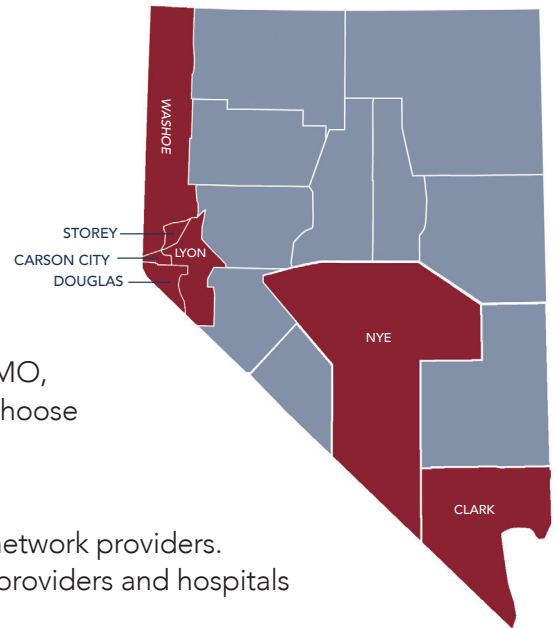 WASHOE
STOREY
LYON
CARSON CITY
DOUGLAS
NYE
MO,
hoose
CLARK
network providers.
providers and hospitals